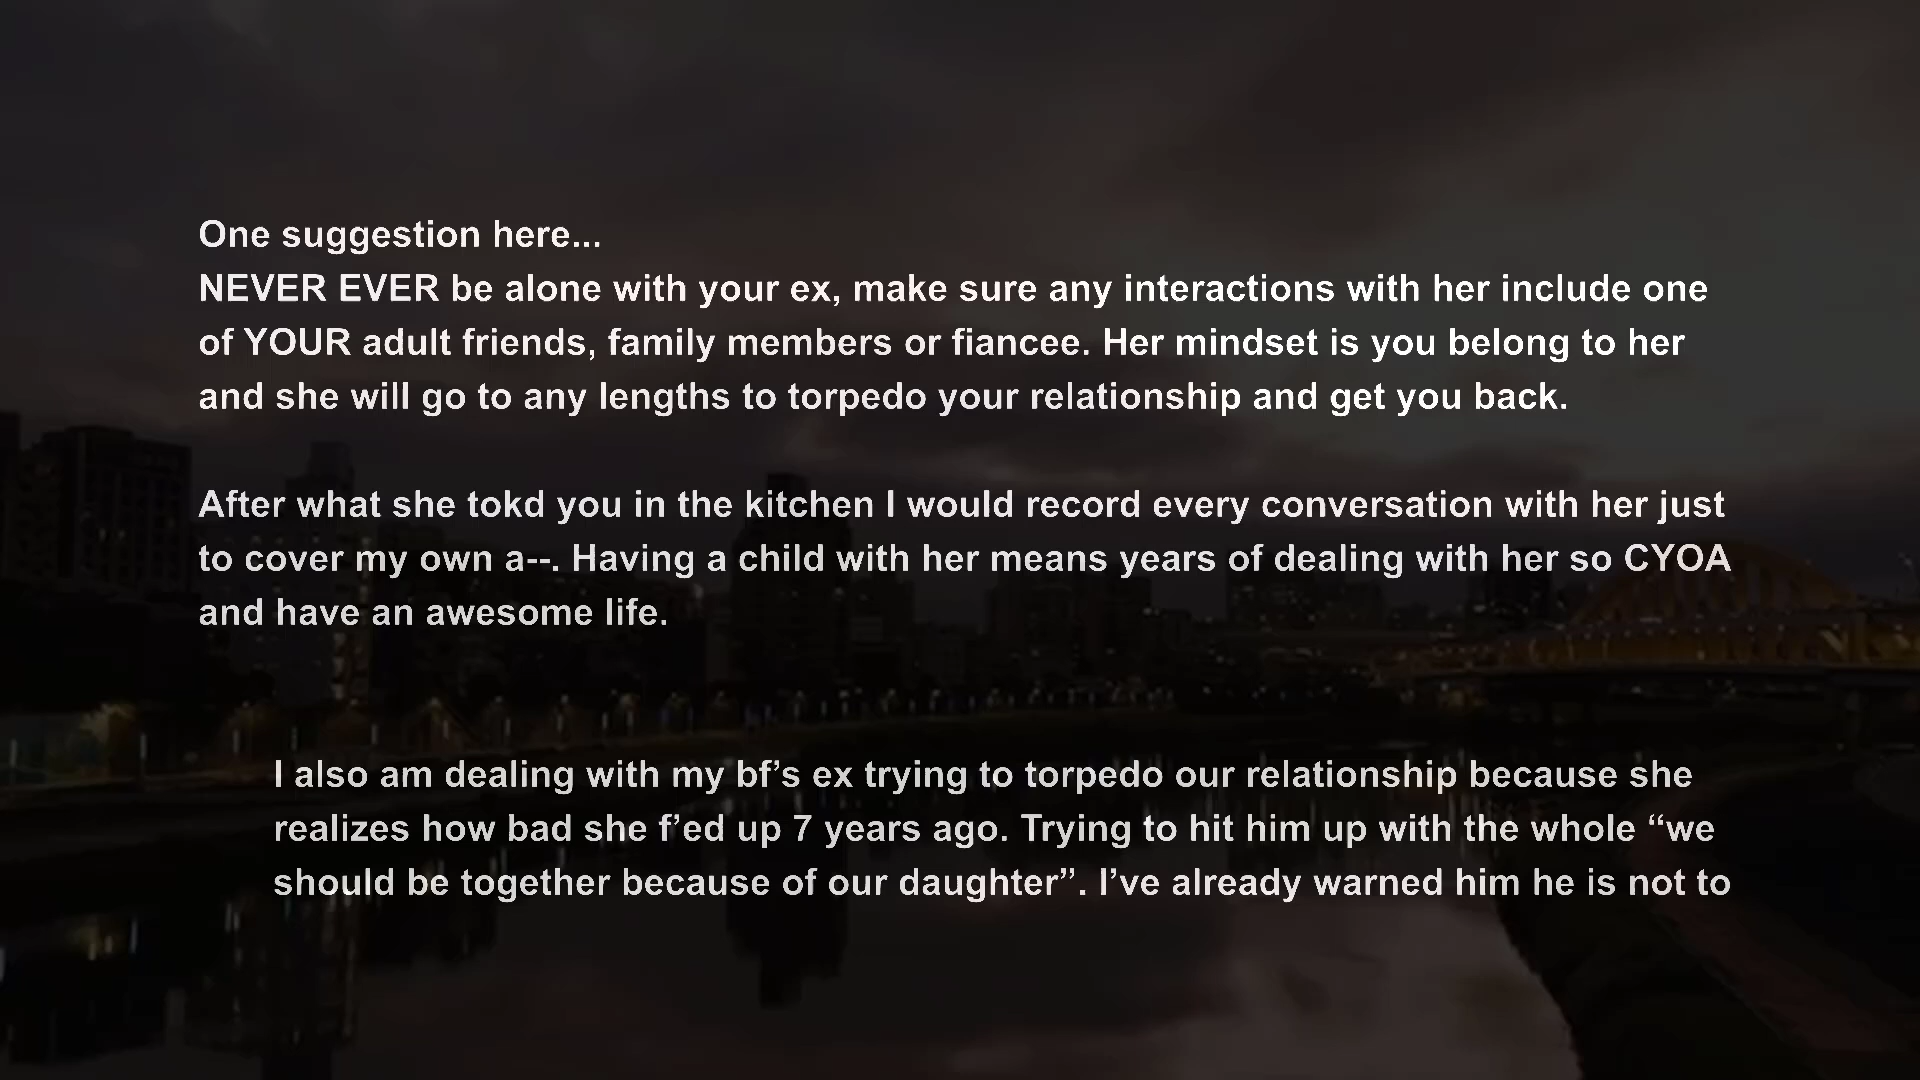 One suggestion here...
NEVER EVER be alone with your ex, make sure any interactions with her include one
of YOUR adult friends, family members or fiancee. Her mindset is you belong to her
and she will go to any lengths to torpedo your relationship and get you back.
After what she tokd you in the kitchen I would record every conversation with her just
to cover my own a--. Having a child with her means years of dealing with her so CYOA
and have an awesome life.
I also am dealing with my bf’s ex trying to torpedo our relationship because she
realizes how bad she f’ed up 7 years ago. Trying to hit him up with the whole “we
should be together because of our daughter”. I’ve already warned him he is not to